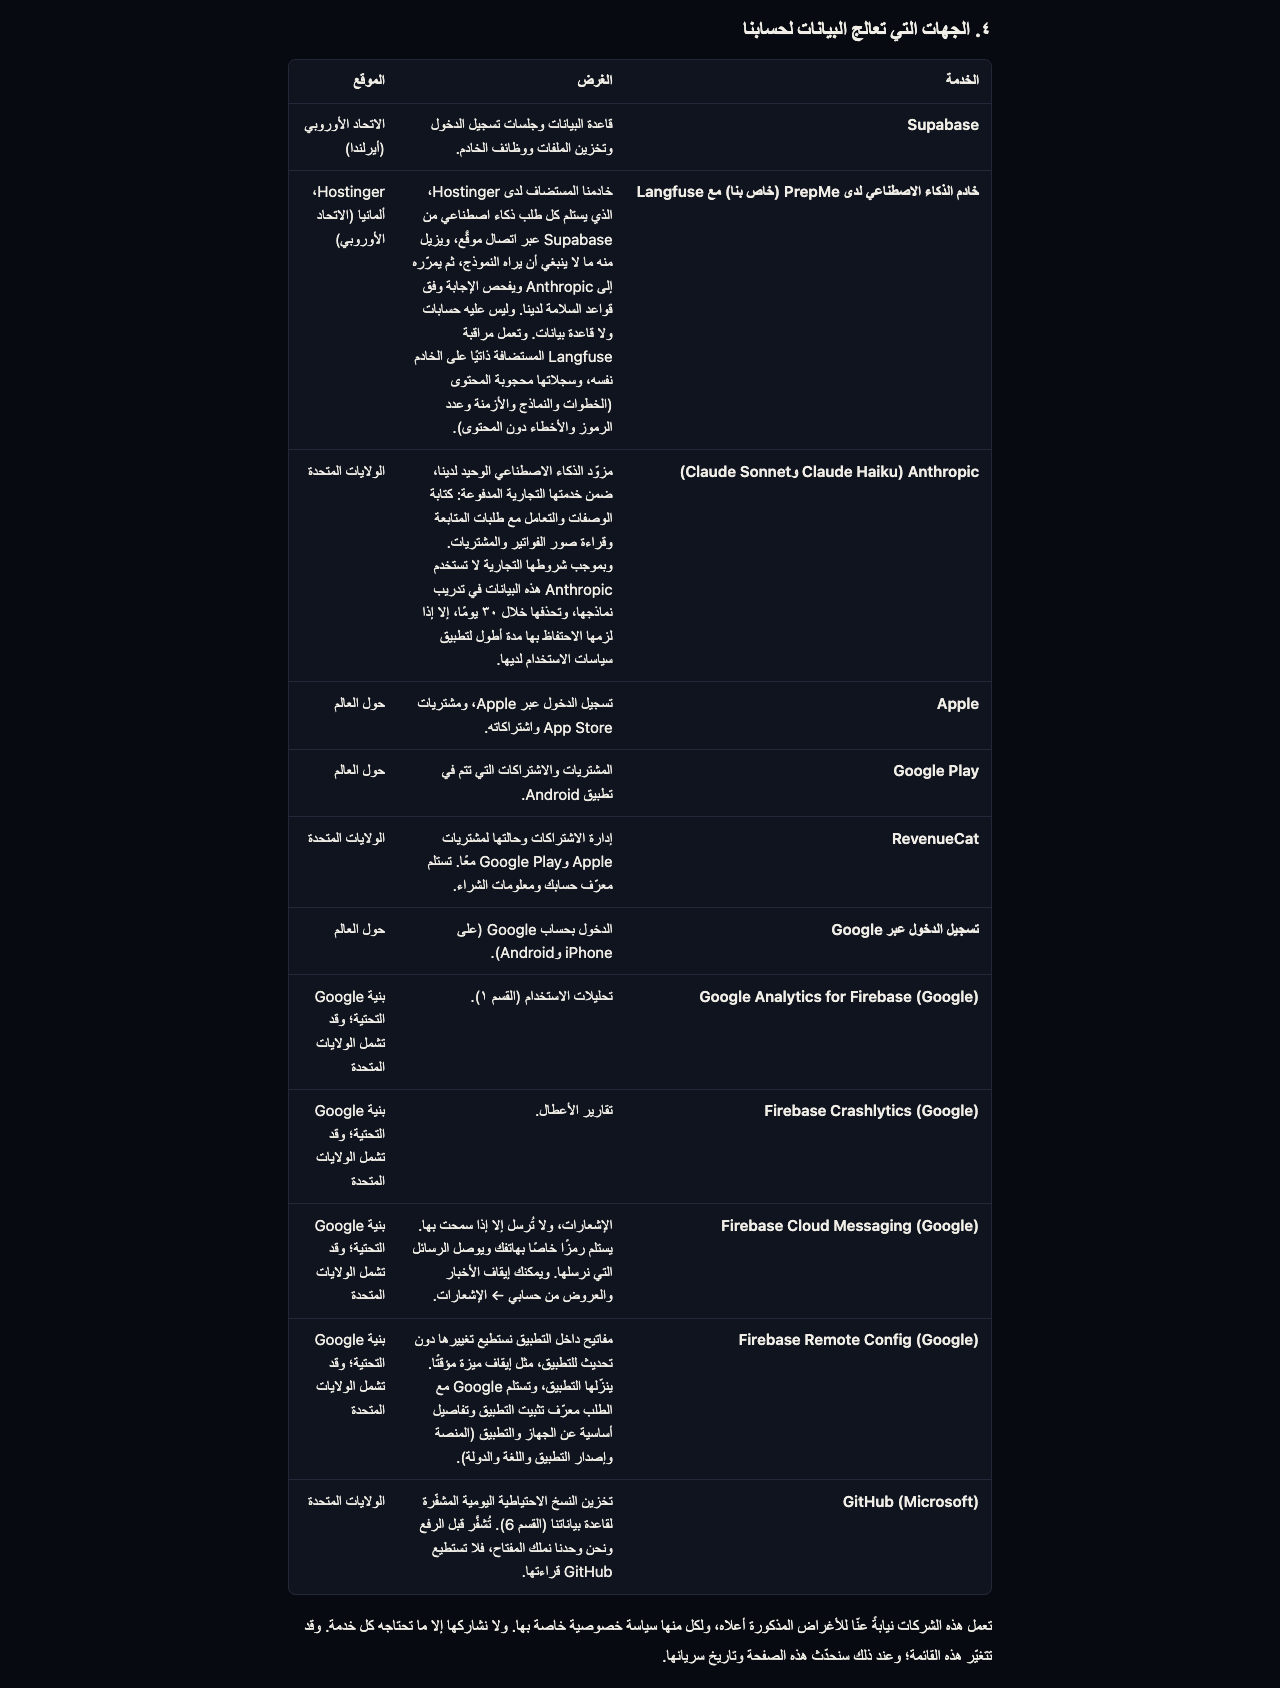 ٤. الجهات التي تعالج البيانات لحسابنا
الخدمة
الغرض
الموقع
Supabase
قاعدة البيانات وجلسات تسجيل الدخول
وتخزين الملفات ووظائف الخادم.
الاتحاد الأوروبي
(أيرلندا)
خادم الذكاء الاصطناعي لدى PrepMe (خاص بنا) مع Langfuse
خادمنا المستضاف لدى Hostinger،
الذي يستلم كل طلب ذكاء اصطناعي من
Supabase عبر اتصال موقَّع، ويزيل
منه ما لا ينبغي أن يراه النموذج، ثم يمرّره
إلى Anthropic ويفحص الإجابة وفق
قواعد السلامة لدينا. وليس عليه حسابات
ولا قاعدة بيانات. وتعمل مراقبة
Langfuse المستضافة ذاتيًا على الخادم
نفسه، وسجلاتها محجوبة المحتوى
(الخطوات والنماذج والأزمنة وعدد
الرموز والأخطاء دون المحتوى).
Hostinger،
ألمانيا (الاتحاد
الأوروبي)
Anthropic (Claude Haiku وClaude Sonnet)
مزوّد الذكاء الاصطناعي الوحيد لدينا،
ضمن خدمتها التجارية المدفوعة: كتابة
الوصفات والتعامل مع طلبات المتابعة
وقراءة صور الفواتير والمشتريات.
وبموجب شروطها التجارية لا تستخدم
Anthropic هذه البيانات في تدريب
نماذجها، وتحذفها خلال ٣٠ يومًا، إلا إذا
لزمها الاحتفاظ بها مدة أطول لتطبيق
سياسات الاستخدام لديها.
الولايات المتحدة
Apple
تسجيل الدخول عبر Apple، ومشتريات
App Store واشتراكاته.
حول العالم
Google Play
المشتريات والاشتراكات التي تتم في
تطبيق Android.
حول العالم
RevenueCat
إدارة الاشتراكات وحالتها لمشتريات
Apple وGoogle Play معًا. تستلم
معرّف حسابك ومعلومات الشراء.
الولايات المتحدة
تسجيل الدخول عبر Google
الدخول بحساب Google (على
iPhone وAndroid).
حول العالم
Google Analytics for Firebase (Google)
تحليلات الاستخدام (القسم ١).
بنية Google
التحتية؛ وقد
تشمل الولايات
المتحدة
Firebase Crashlytics (Google)
تقارير الأعطال.
بنية Google
التحتية؛ وقد
تشمل الولايات
المتحدة
Firebase Cloud Messaging (Google)
الإشعارات، ولا تُرسل إلا إذا سمحت بها.
يستلم رمزًا خاصًا بهاتفك ويوصل الرسائل
التي نرسلها. ويمكنك إيقاف الأخبار
والعروض من حسابي ← الإشعارات.
بنية Google
التحتية؛ وقد
تشمل الولايات
المتحدة
Firebase Remote Config (Google)
مفاتيح داخل التطبيق نستطيع تغييرها دون
تحديث للتطبيق، مثل إيقاف ميزة مؤقتًا.
ينزّلها التطبيق، وتستلم Google مع
الطلب معرّف تثبيت التطبيق وتفاصيل
أساسية عن الجهاز والتطبيق (المنصة
وإصدار التطبيق واللغة والدولة).
بنية Google
التحتية؛ وقد
تشمل الولايات
المتحدة
GitHub (Microsoft)
تخزين النسخ الاحتياطية اليومية المشفّرة
لقاعدة بياناتنا (القسم 6). تُشفَّر قبل الرفع
ونحن وحدنا نملك المفتاح، فلا تستطيع
GitHub قراءتها.
الولايات المتحدة
تعمل هذه الشركات نيابةً عنّا للأغراض المذكورة أعلاه، ولكل منها سياسة خصوصية خاصة بها. ولا نشاركها إلا ما تحتاجه كل خدمة. وقد
تتغيّر هذه القائمة؛ وعند ذلك سنحدّث هذه الصفحة وتاريخ سريانها.